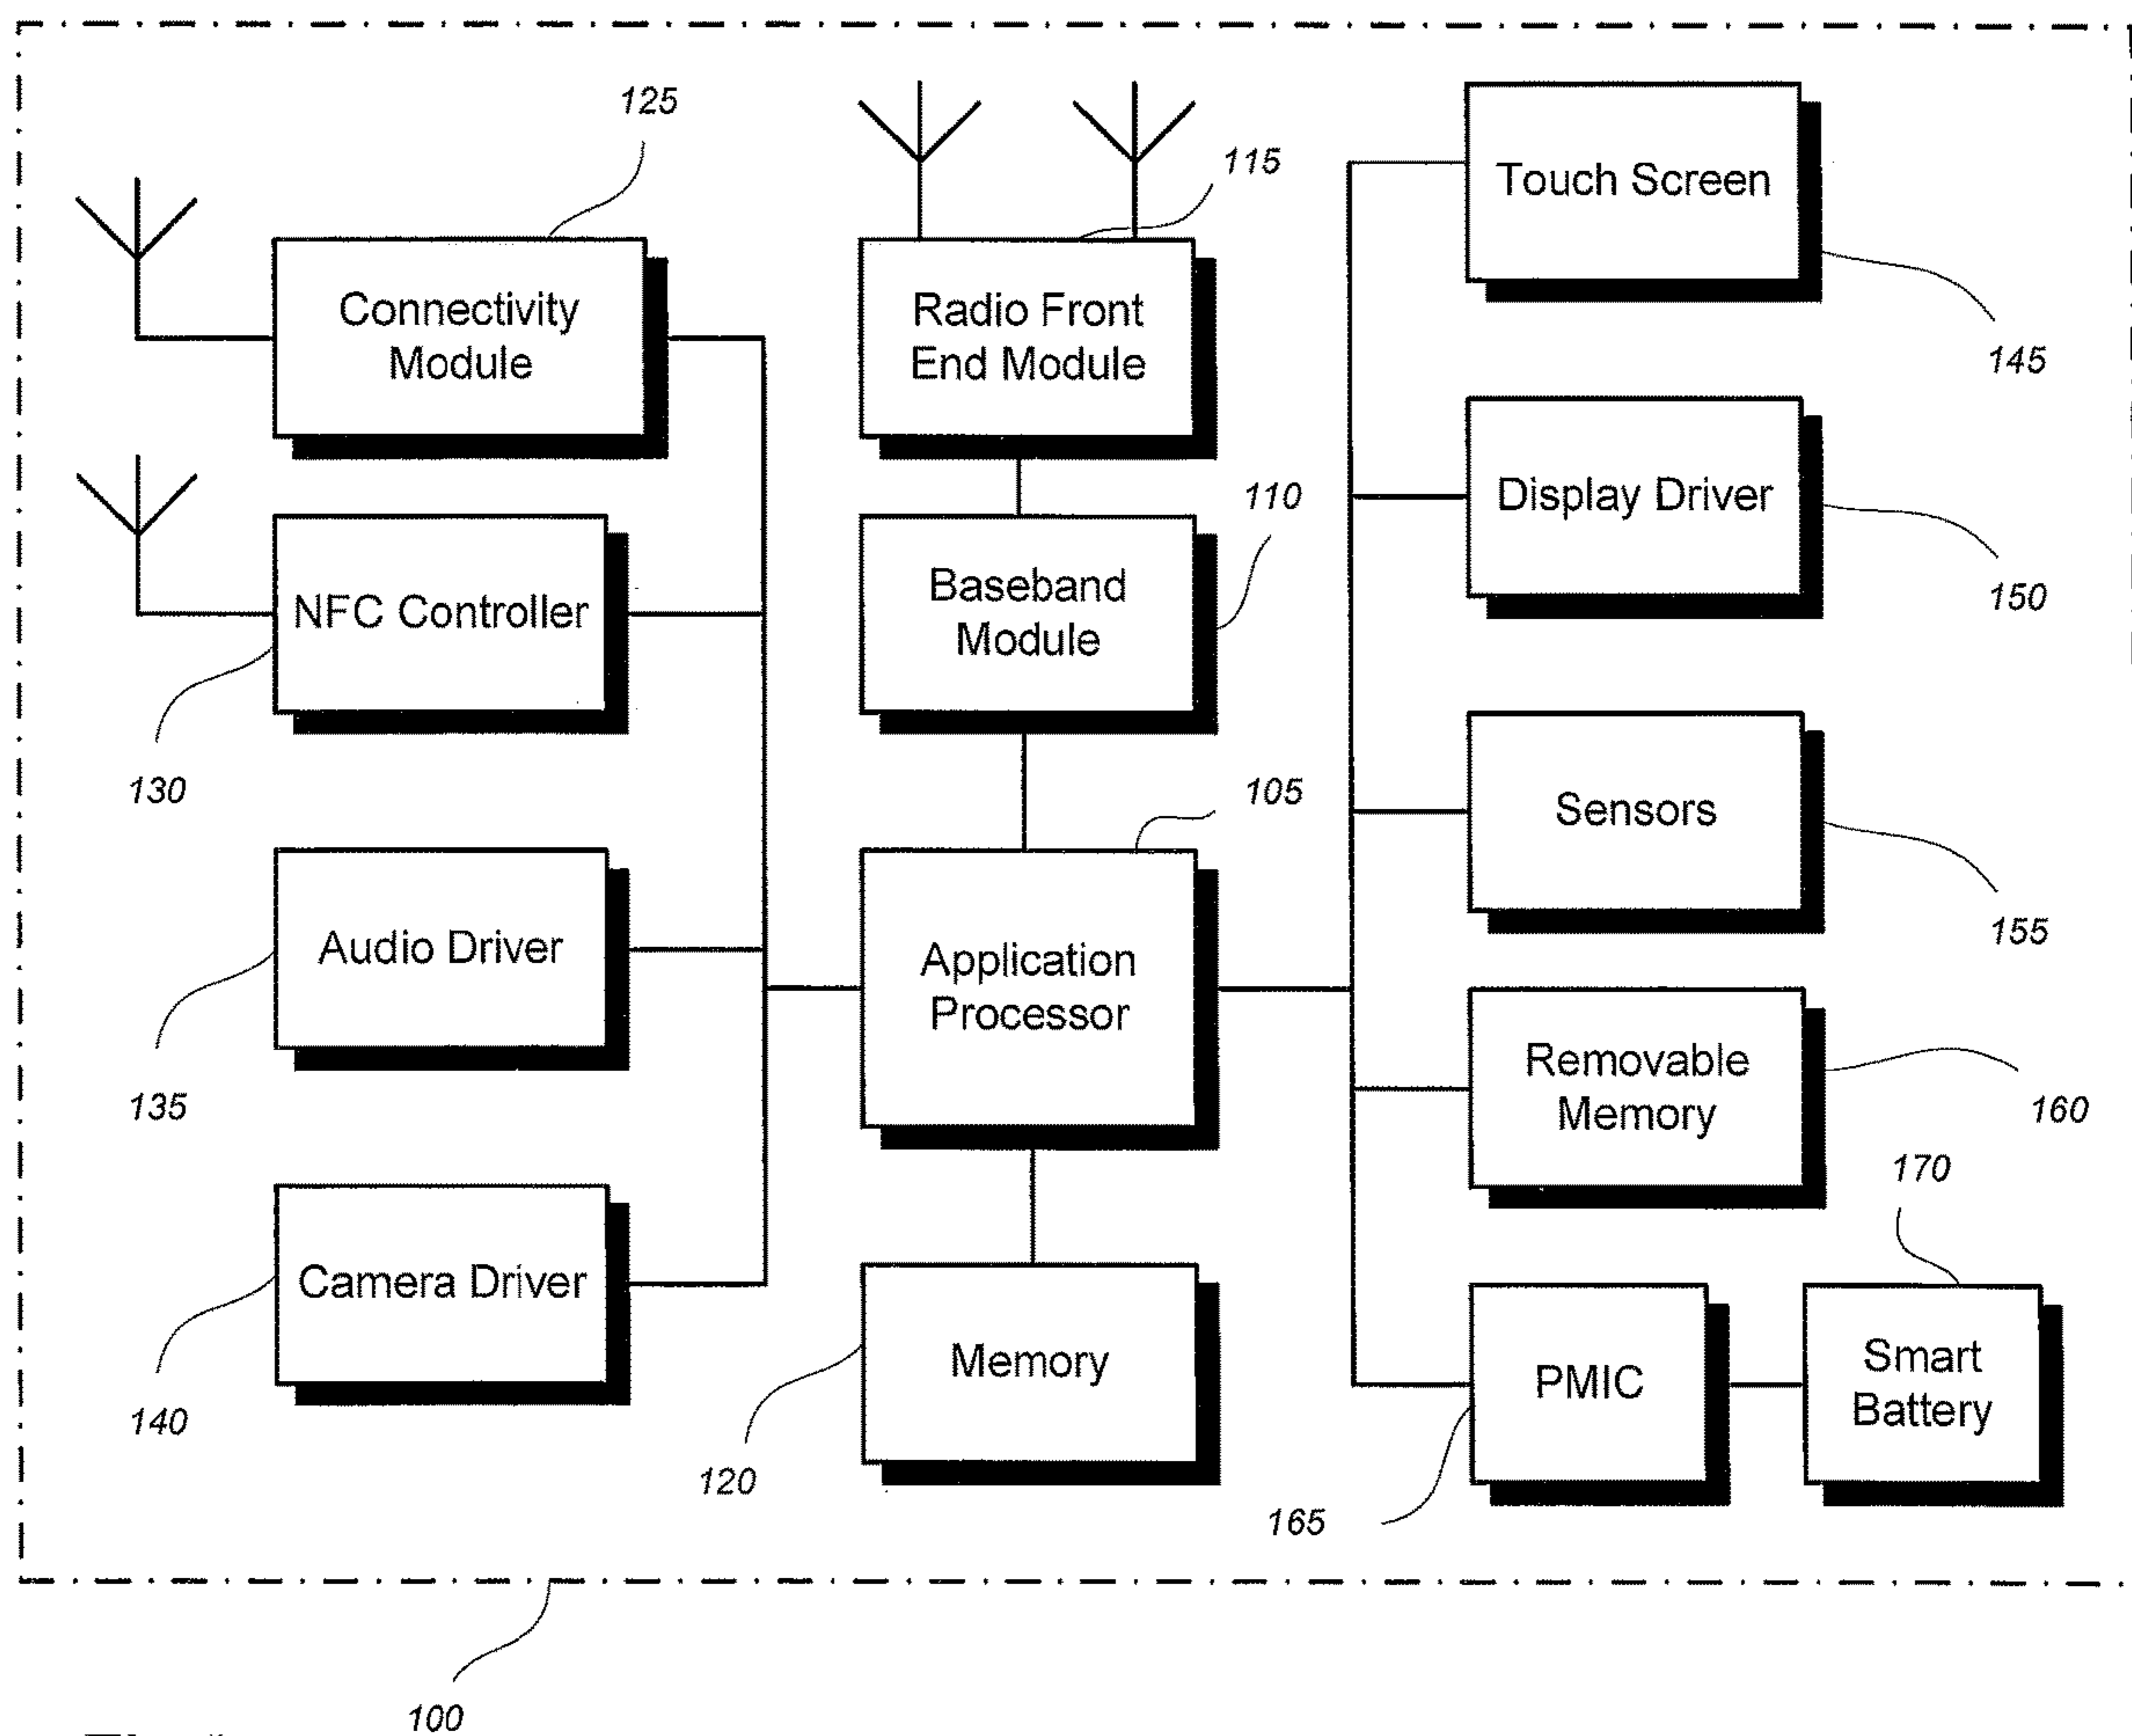 125
115
Touch Screen
145
Connectivity
Module
Radio Front
End Module
110
Display Driver
150
NFC Controller
130
Baseband
Module
105
Sensors
155
Audio Driver
135
Application
Processor
Removable
Memory
160
170
Camera Driver
140
Memory
120
PMIC
165
Smart
Battery
100